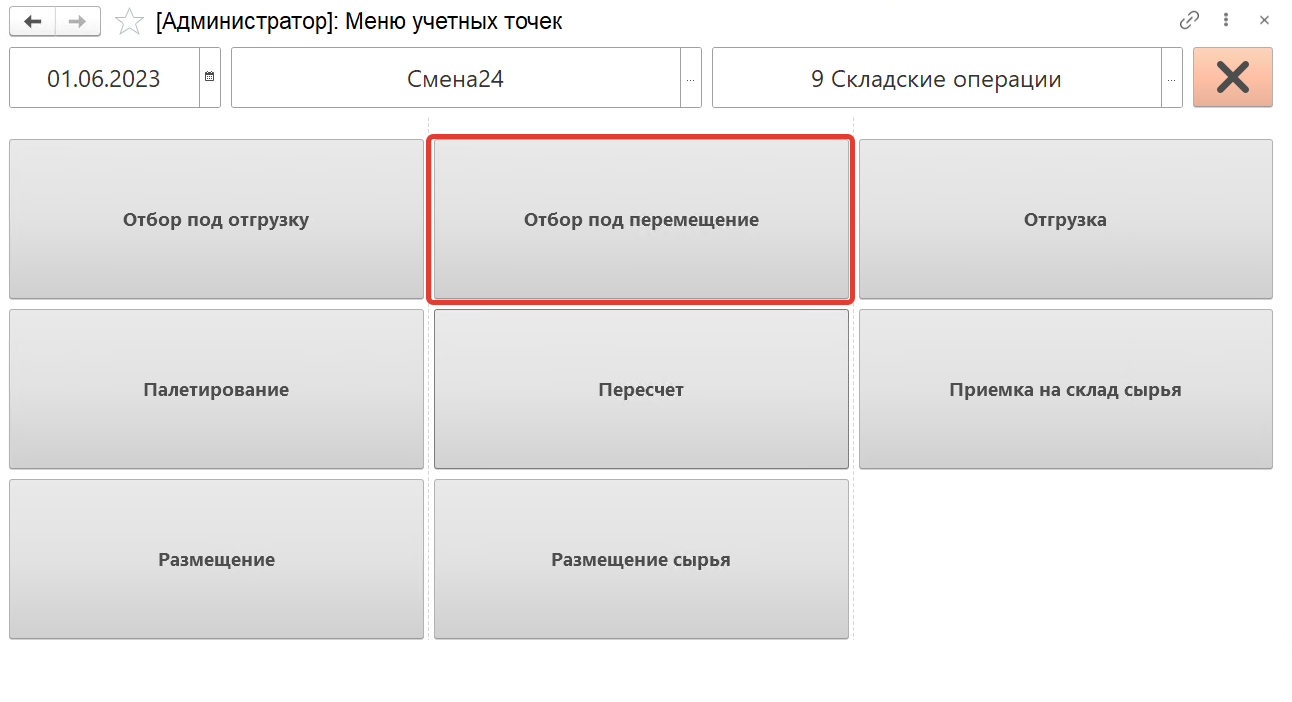 [Администратор]: Меню учетных точек
01.06.2023
Смена24
...
9 Складские операции
...
Отбор под отгрузку
Отбор под перемещение
Отгрузка
Палетирование
Пересчет
Приемка на склад сырья
Размещение
Размещение сырья